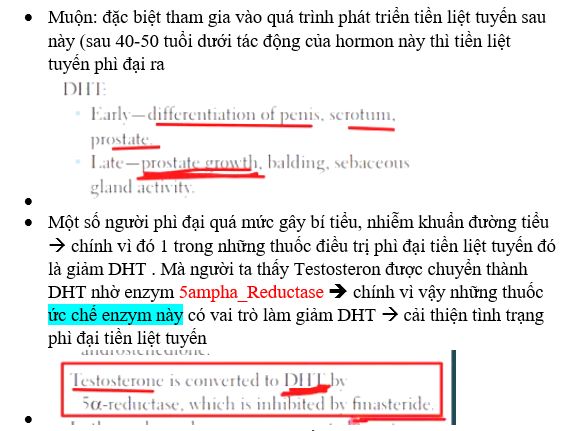 Muộn: đặc biệt tham gia vào quá trình phát triển tiền liệt tuyến sau
này (sau 40-50 tuổi dưới tác động của hormon này thì tiền liệt
tuyến phì đại ra
DHT:
Early—differentiation of penis, scrotum,
prostate.
Late—prostate growth, balding, sebaceous
gland activity.
Một số người phì đại quá mức gây bí tiểu, nhiễm khuẩn đường tiểu
→ chính vì đó 1 trong những thuốc điều trị phì đại tiền liệt tuyến đó
là giảm DHT . Mà người ta thấy Testosteron được chuyển thành
DHT nhờ enzym 5ampha_Reductase → chính vì vậy những thuốc
ức chế enzym này có vai trò làm giảm DHT → cải thiện tình trạng
phì đại tiền liệt tuyến
androstenedione.
Testosterone is converted to DHT by
5α-reductase, which is inhibited by finasteride.